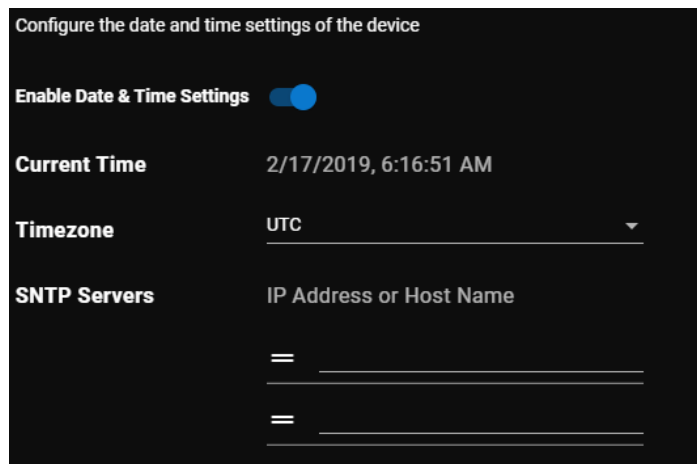 Configure the date and time settings of the device
Enable Date & Time Settings
Current Time 2/17/2019, 6:16:51 AM
Timezone UTC
SNTP Servers IP Address or Host Name